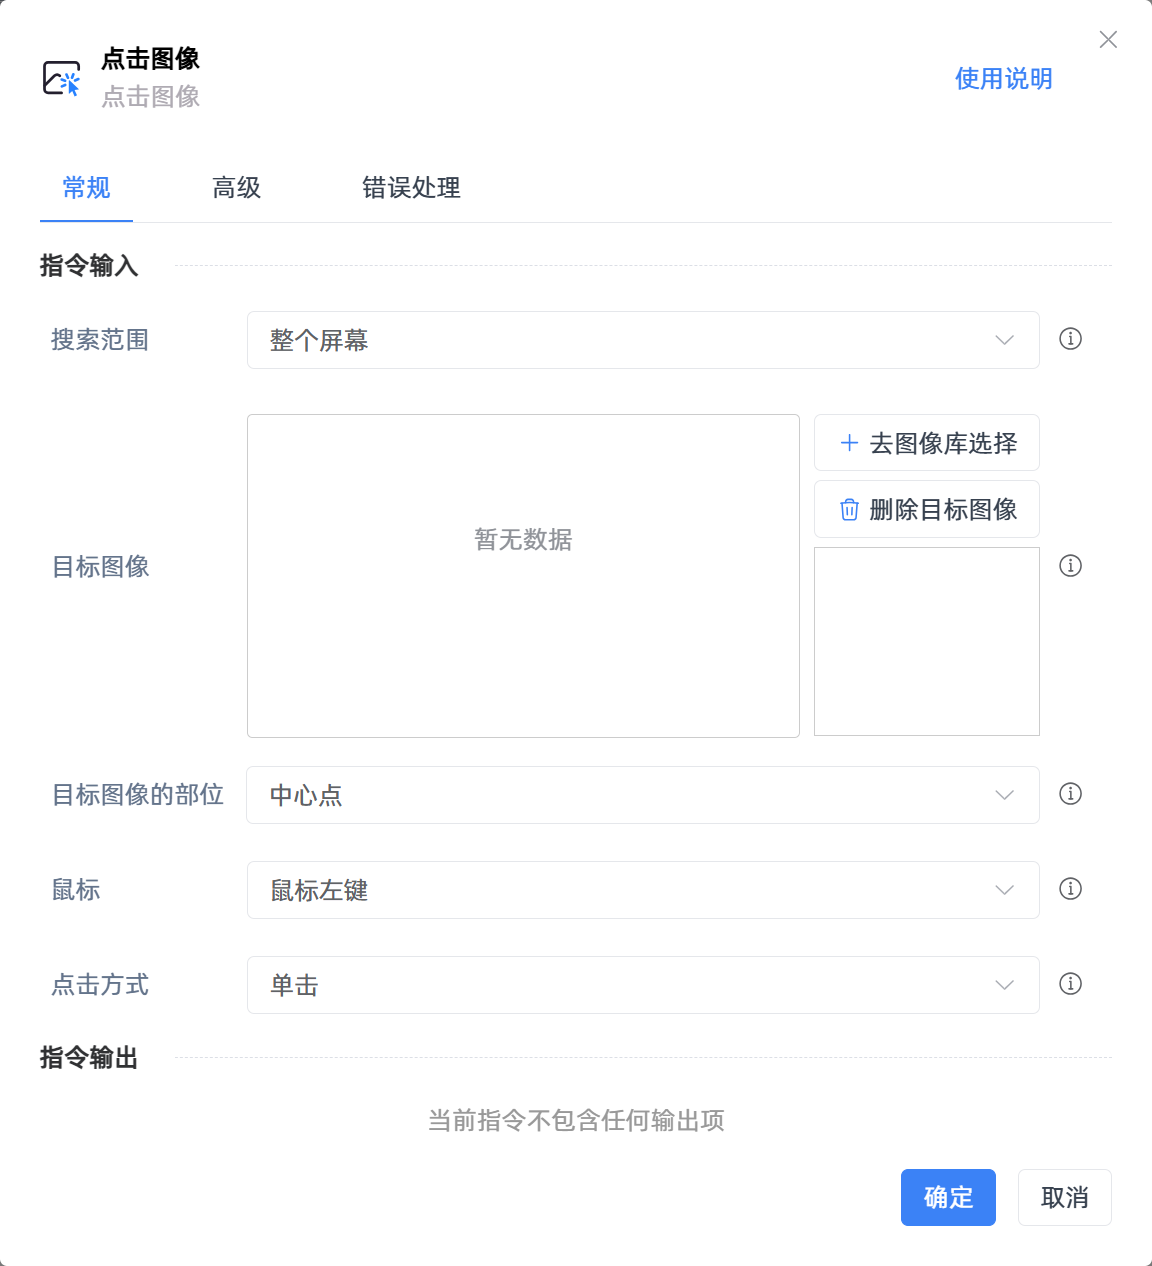 点击图像
点击图像
使用说明
常规
高级
错误处理
指令输入
搜索范围
整个屏幕
目标图像
暂无数据
去图像库选择
删除目标图像
目标图像的部位
中心点
鼠标
鼠标左键
点击方式
单击
指令输出
当前指令不包含任何输出项
确定
取消